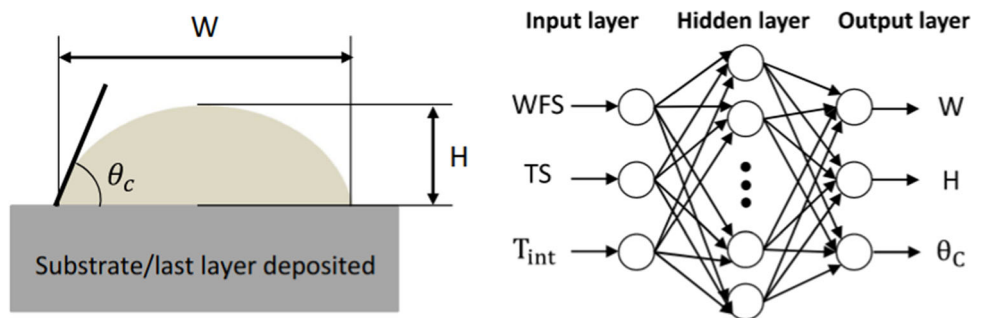 W
H
θc
Substrate/last layer deposited
Input layer Hidden layer Output layer
WFS W
TS H
Tint θC